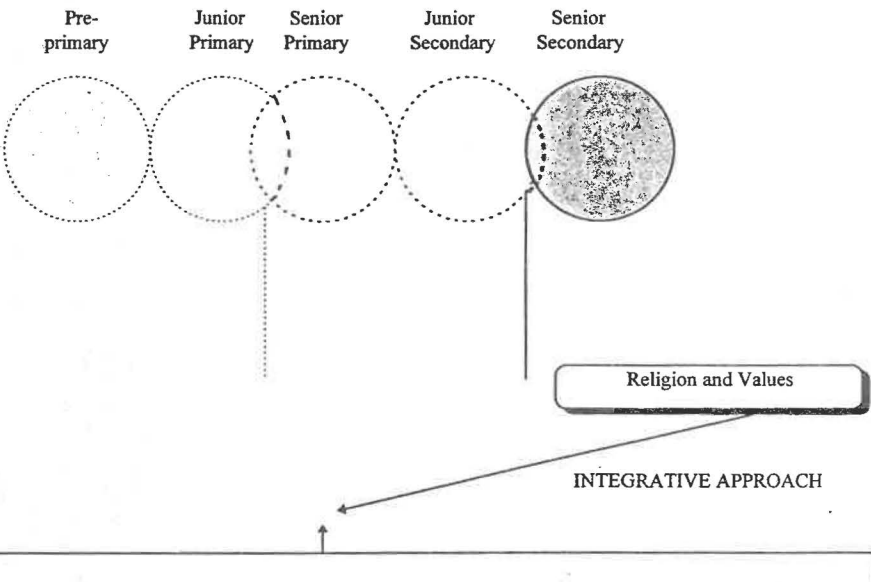 Pre-
primary
Junior
Primary
Senior
Primary
Junior
Secondary
Senior
Secondary
Religion and Values
INTEGRATIVE APPROACH